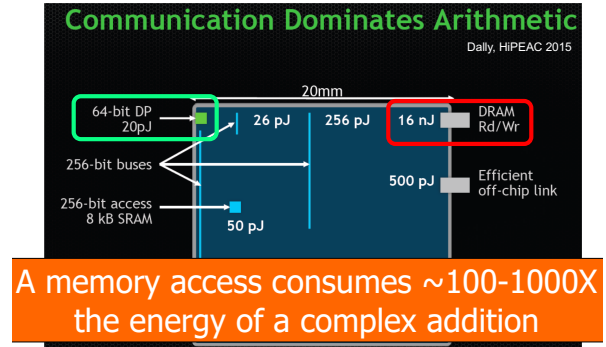 Communication Dominates Arithmetic
Dally, HiPEAC 2015
20mm
64-bit DP
20pJ
26 pJ
256 pJ
16 nJ
DRAM
Rd/Wr
256-bit buses
500 pJ
Efficient
off-chip link
256-bit access
8 kB SRAM
50 pJ
A memory access consumes ~100-1000X
the energy of a complex addition